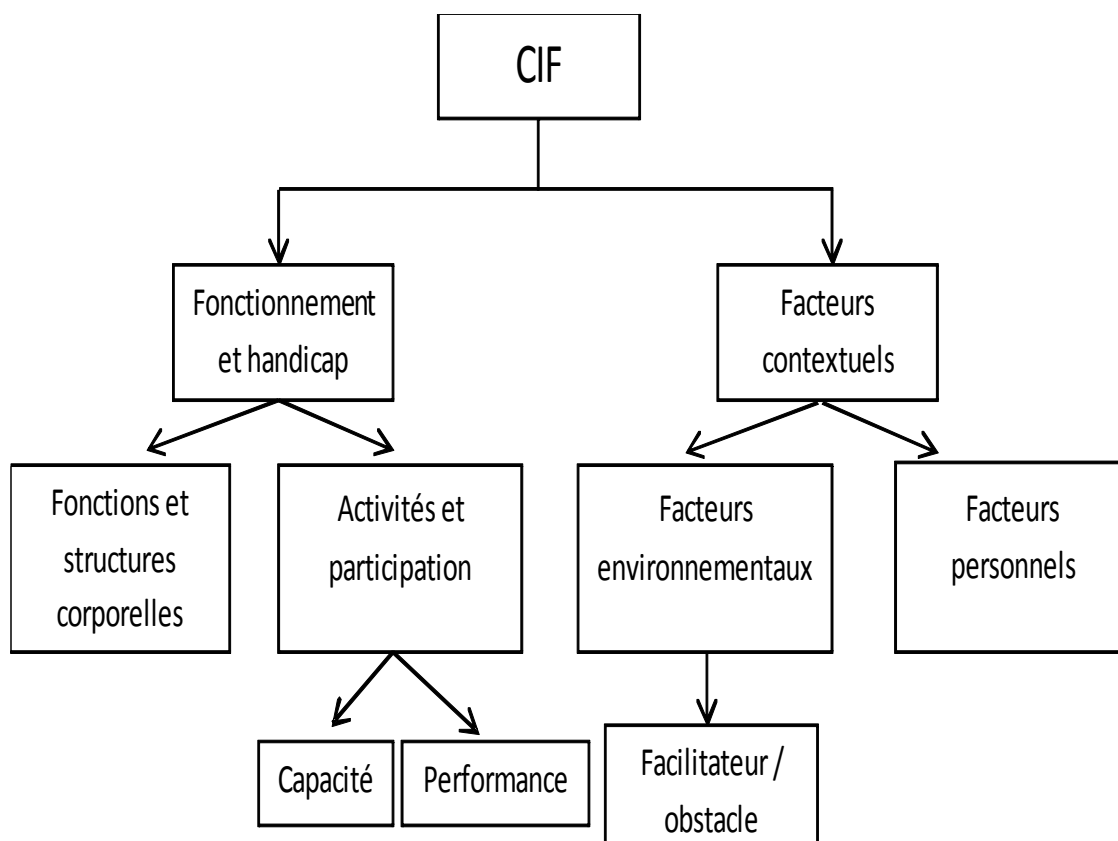 CIF
Fonctionnement
et handicap
Facteurs
contextuels
Fonctions et
structures
corporelles
Activités et
participation
Facteurs
environnementaux
Facteurs
personnels
Capacité
Performance
Facilitateur /
obstacle